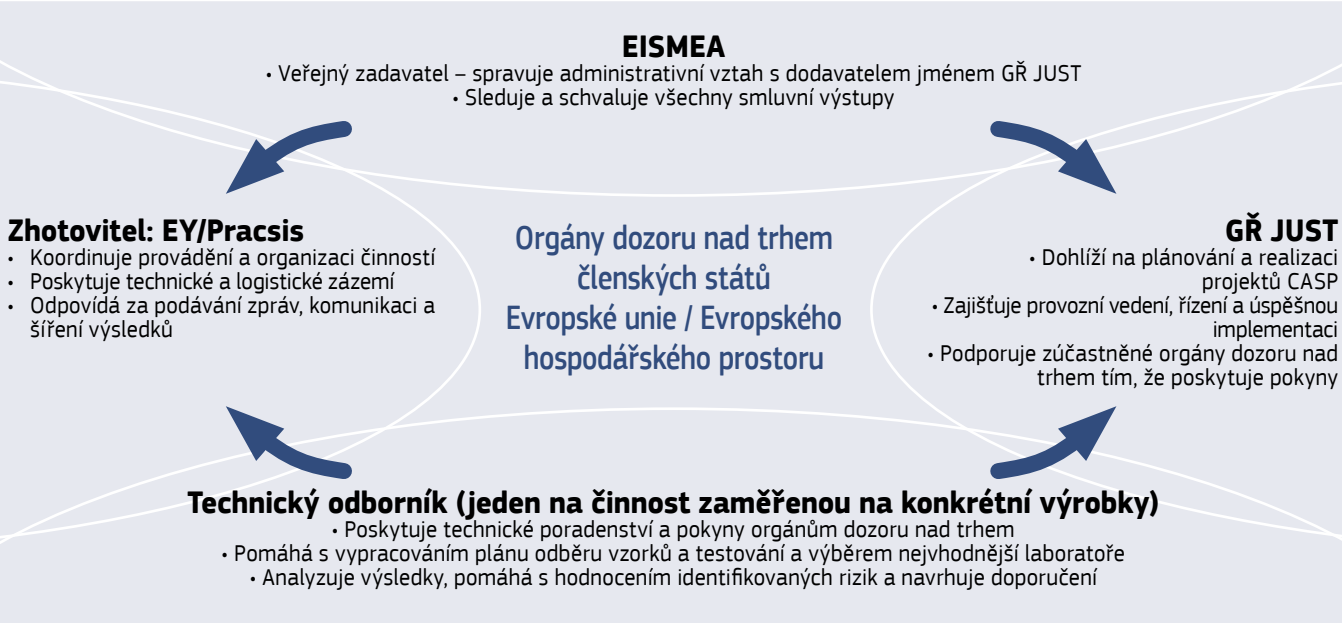 EISMEA
• Veřejný zadavatel – spravuje administrativní vztah s dodavatelem jménem GŘ JUST
• Sleduje a schvaluje všechny smluvní výstupy
Zhotovitel: EY/Pracsis
• Koordinuje provádění a organizaci činností
• Poskytuje technické a logistické zázemí
• Odpovídá za podávání zpráv, komunikaci a
šíření výsledků
Orgány dozoru nad trhem
členských států
Evropské unie / Evropského
hospodářského prostoru
GŘ JUST
• Dohlíží na plánování a realizaci
projektů CASP
• Zajišťuje provozní vedení, řízení a úspěšnou
implementaci
• Podporuje zúčastněné orgány dozoru nad
trhem tím, že poskytuje pokyny
Technický odborník (jeden na činnost zaměřenou na konkrétní výrobky)
• Poskytuje technické poradenství a pokyny orgánům dozoru nad trhem
• Pomáhá s vypracováním plánu odběru vzorků a testování a výběrem nejvhodnější laboratoře
• Analyzuje výsledky, pomáhá s hodnocením identifikovaných rizik a navrhuje doporučení